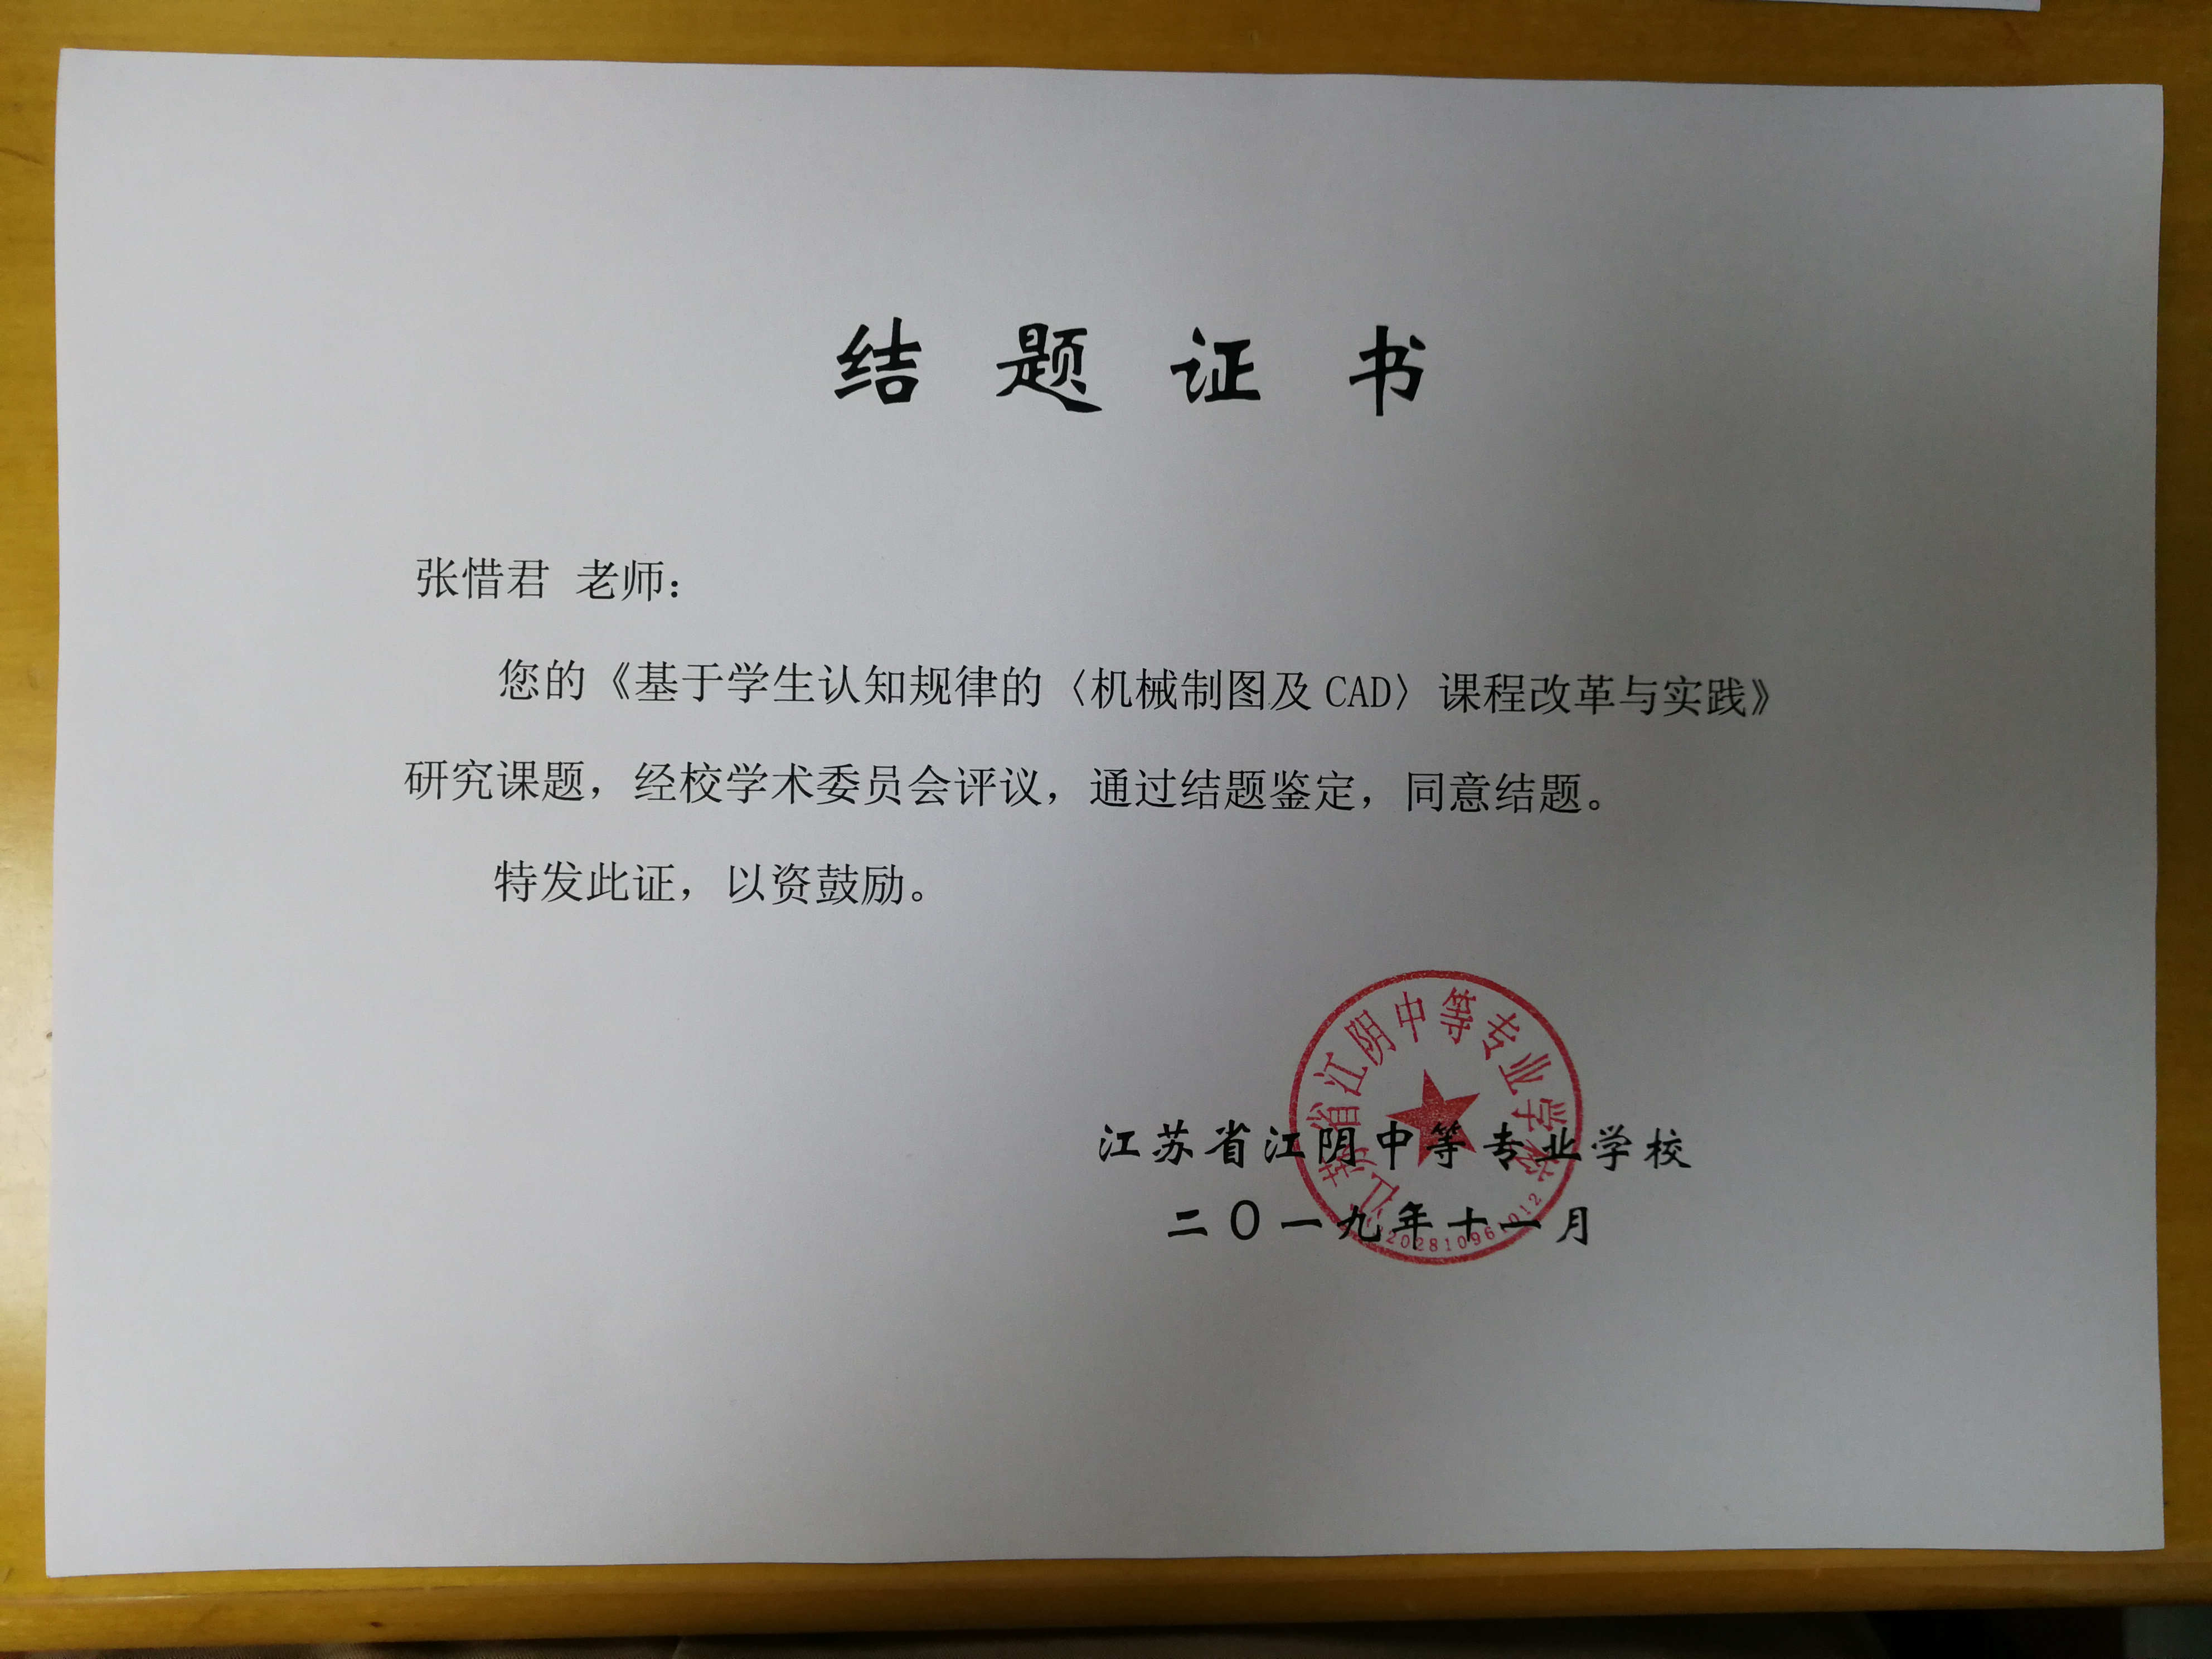 结题证书
张惜君 老师：
您的《基于学生认知规律的〈机械制图及CAD〉课程改革与实践》
研究课题，经校学术委员会评议，通过结题鉴定，同意结题。
特发此证，以资鼓励。
江苏省江阴中等专业学校
江苏省江阴中等专业学校
二〇一九年十一月